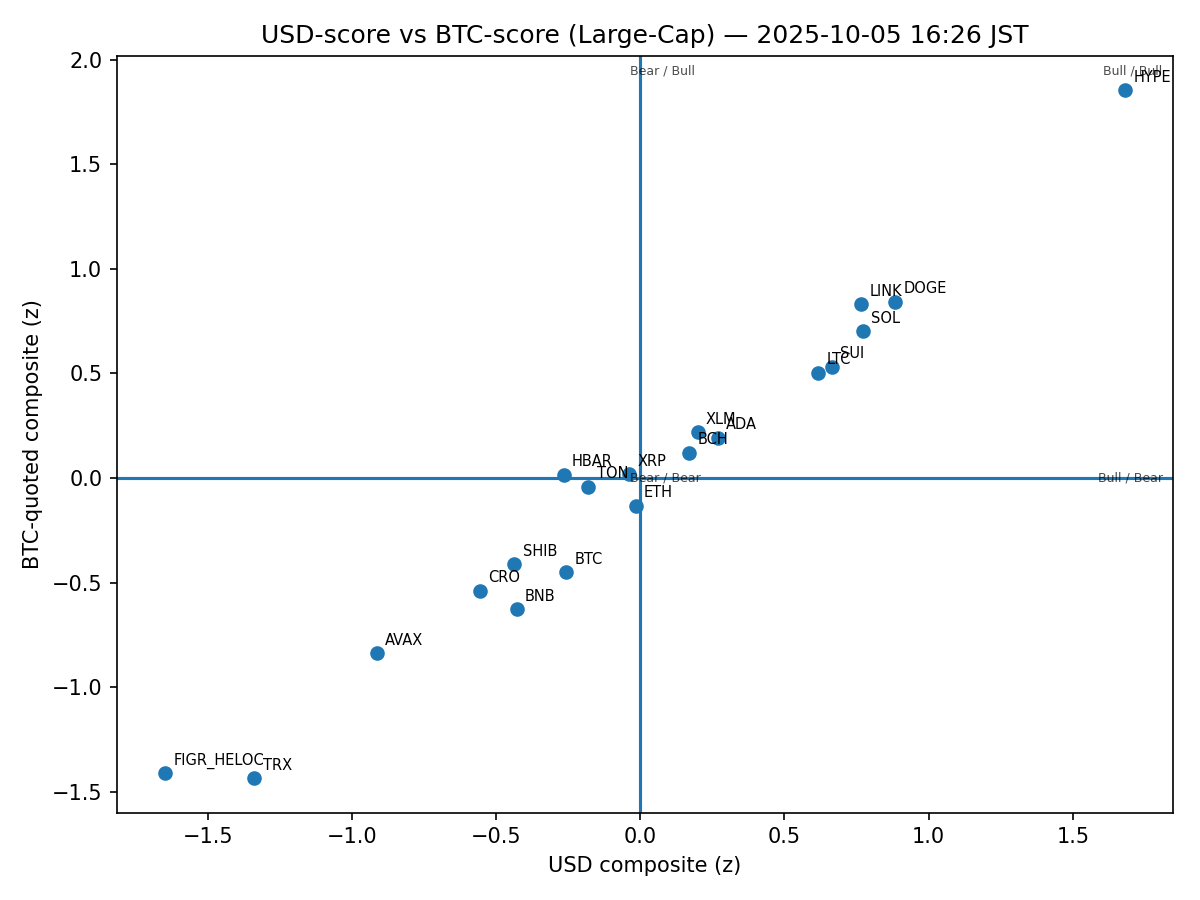 USD-score vs BTC-score (Large-Cap) — 2025-10-05 16:26 JST
Bear / Bull
Bull / Bull
HYPE
LINK
DOGE
SOL
SUI
LTC
XLM
ADA
BCH
HBAR
XRP
TON
Bear / Bear
Bull / Bear
ETH
SHIB
BTC
CRO
BNB
AVAX
FIGR_HELOC
TRX
2.0
1.5
1.0
0.5
0.0
−0.5
−1.0
−1.5
BTC-quoted composite (z)
−1.5
−1.0
−0.5
0.0
0.5
1.0
1.5
USD composite (z)